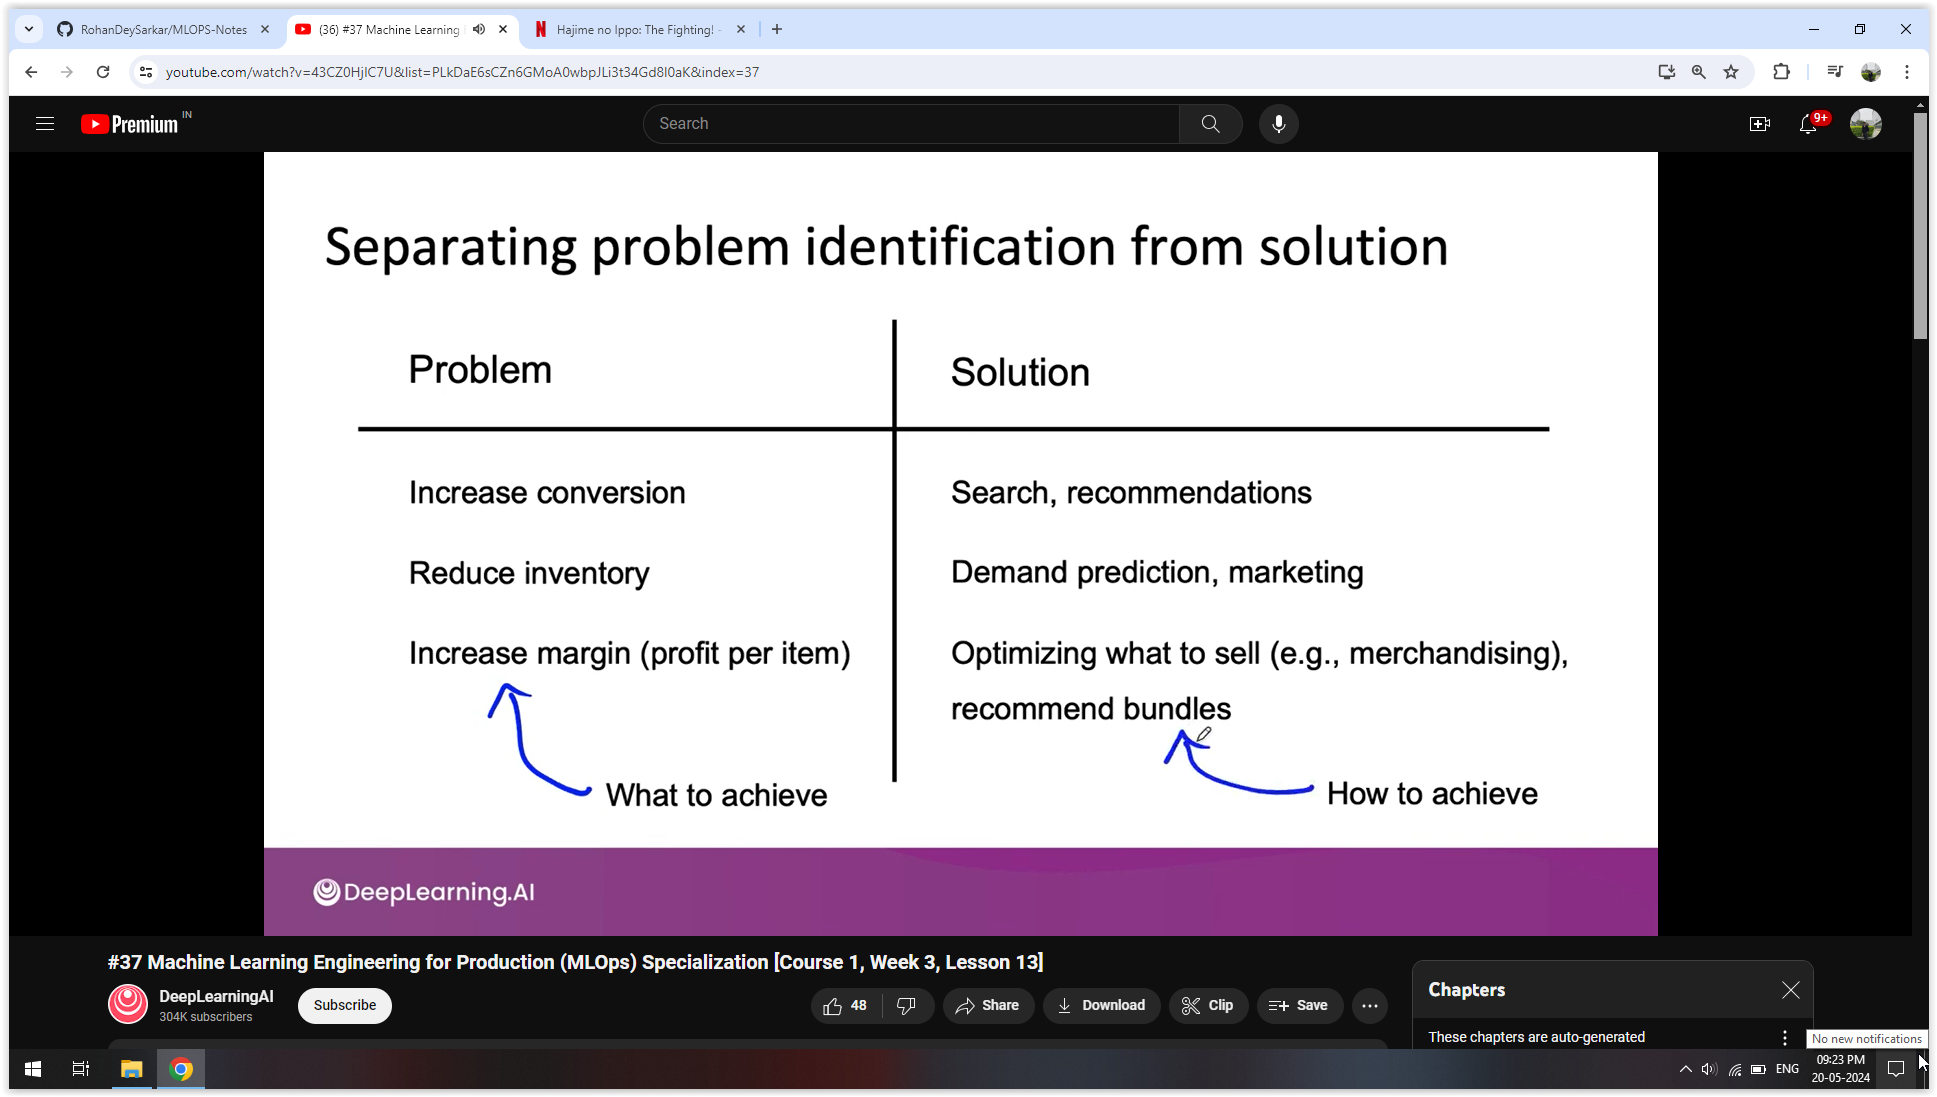 RohanDeySarkar/MLOPS-Notes
(36) #37 Machine Learning
Hajime no Ippo: The Fighting! -
youtube.com/watch?v=43CZ0HjIC7U&list=PLkDaE6sCZn6GMoA0wbpJLi3t34Gd8I0aK&index=37
Premium IN
Search
9+
Separating problem identification from solution
Problem
Solution
Increase conversion
Search, recommendations
Reduce inventory
Demand prediction, marketing
Increase margin (profit per item)
Optimizing what to sell (e.g., merchandising),
recommend bundles
What to achieve
How to achieve
DeepLearning.AI
#37 Machine Learning Engineering for Production (MLOps) Specialization [Course 1, Week 3, Lesson 13]
DeepLearningAI
304K subscribers
Subscribe
48
Share
Download
Clip
Save
Chapters
These chapters are auto-generated
No new notifications
ENG
09:23 PM
20-05-2024